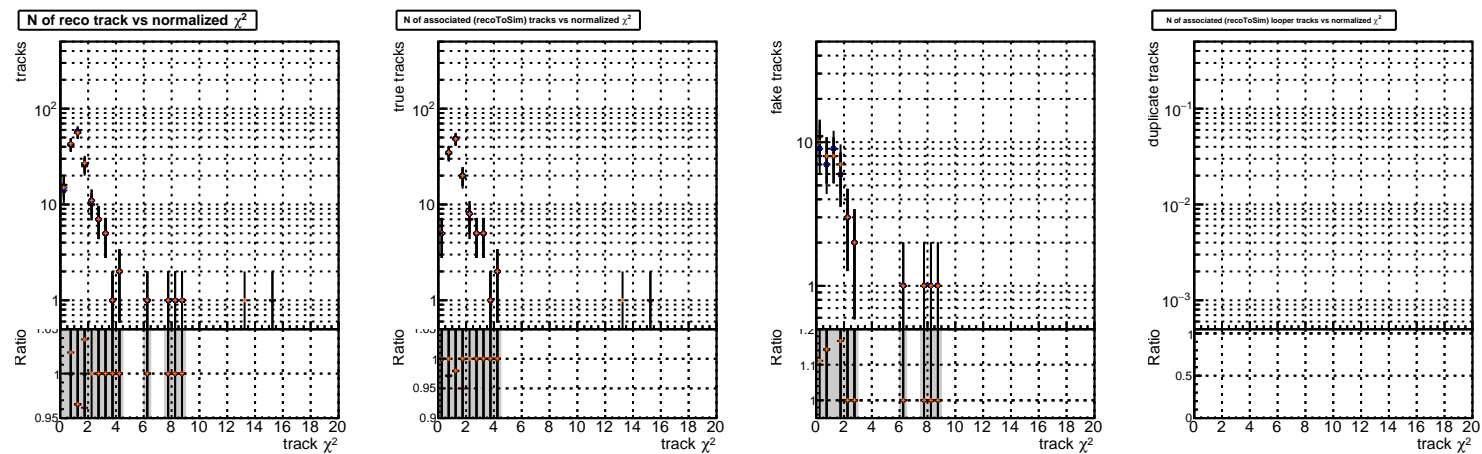 N of reco track vs normalized χ²
tracks
10²
10
1
Ratio
1.05
1
0.95
0 2 4 6 8 10 12 14 16 18 20
track χ²
N of associated (recoToSim) tracks vs normalized χ²
true tracks
10²
10
1
Ratio
1
0.95
0.9
0 2 4 6 8 10 12 14 16 18 20
track χ²
fake tracks
10
1
Ratio
1.2
1.1
1
0 2 4 6 8 10 12 14 16 18 20
track χ²
N of associated (recoToSim) looper tracks vs normalized χ²
duplicate tracks
10⁻¹
10⁻²
10⁻³
Ratio
1
0.5
0
0 2 4 6 8 10 12 14 16 18 20
track χ²